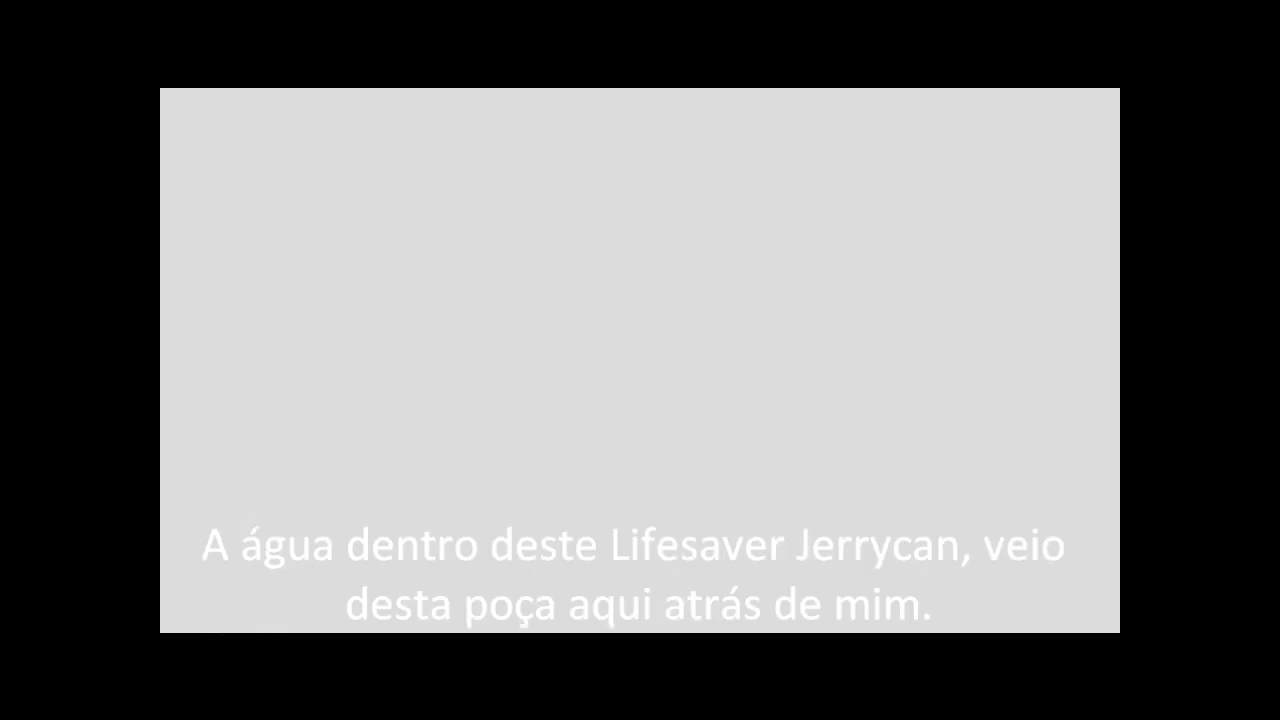 A água dentro deste Lifesaver Jerrycan, veio
desta poça aqui atrás de mim.